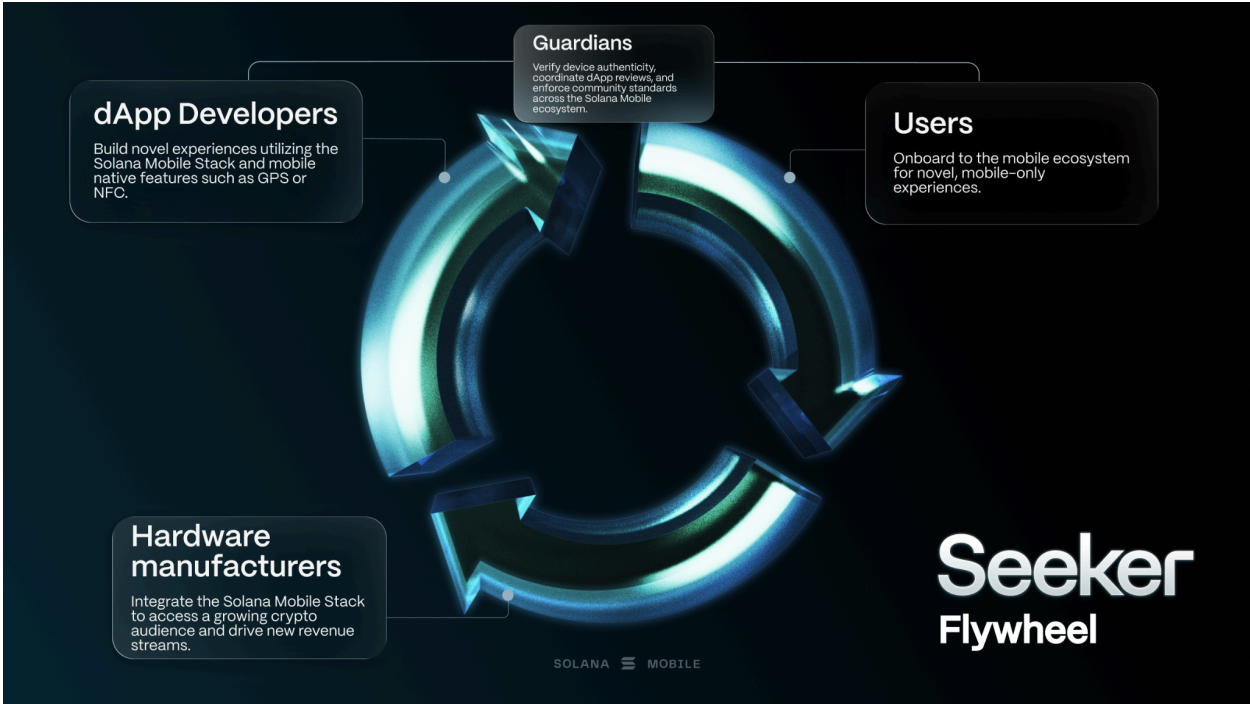 Guardians
Verify device authenticity,
coordinate dApp reviews, and
enforce community standards
across the Solana Mobile
ecosystem.
dApp Developers
Build novel experiences utilizing the
Solana Mobile Stack and mobile
native features such as GPS or
NFC.
Users
Onboard to the mobile ecosystem
for novel, mobile-only
experiences.
Hardware
manufacturers
Integrate the Solana Mobile Stack
to access a growing crypto
audience and drive new revenue
streams.
Seeker
Flywheel
SOLANA MOBILE